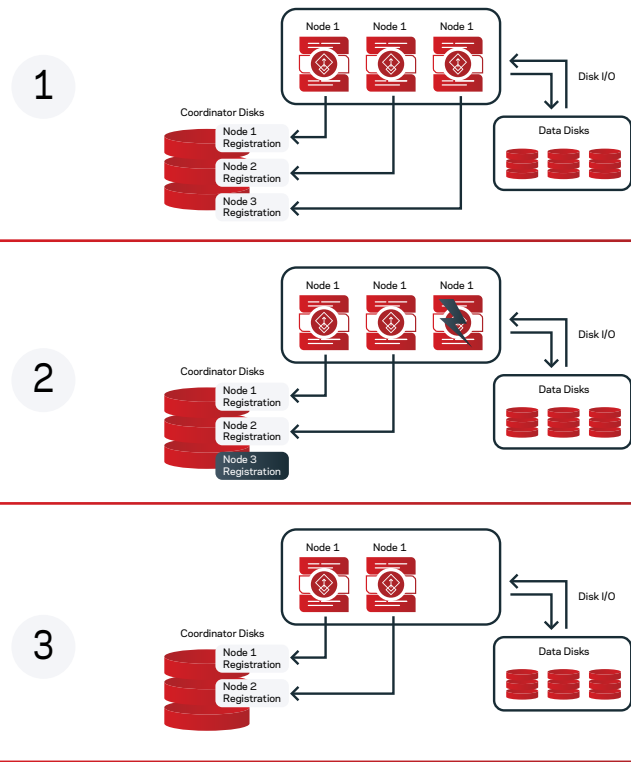 1
Node 1
Node 1
Node 1
Disk I/O
Coordinator Disks
Node 1
Registration
Node 2
Registration
Node 3
Registration
Data Disks
2
Node 1
Node 1
Node 1
Disk I/O
Coordinator Disks
Node 1
Registration
Node 2
Registration
Node 3
Registration
Data Disks
3
Node 1
Node 1
Disk I/O
Coordinator Disks
Node 1
Registration
Node 2
Registration
Data Disks